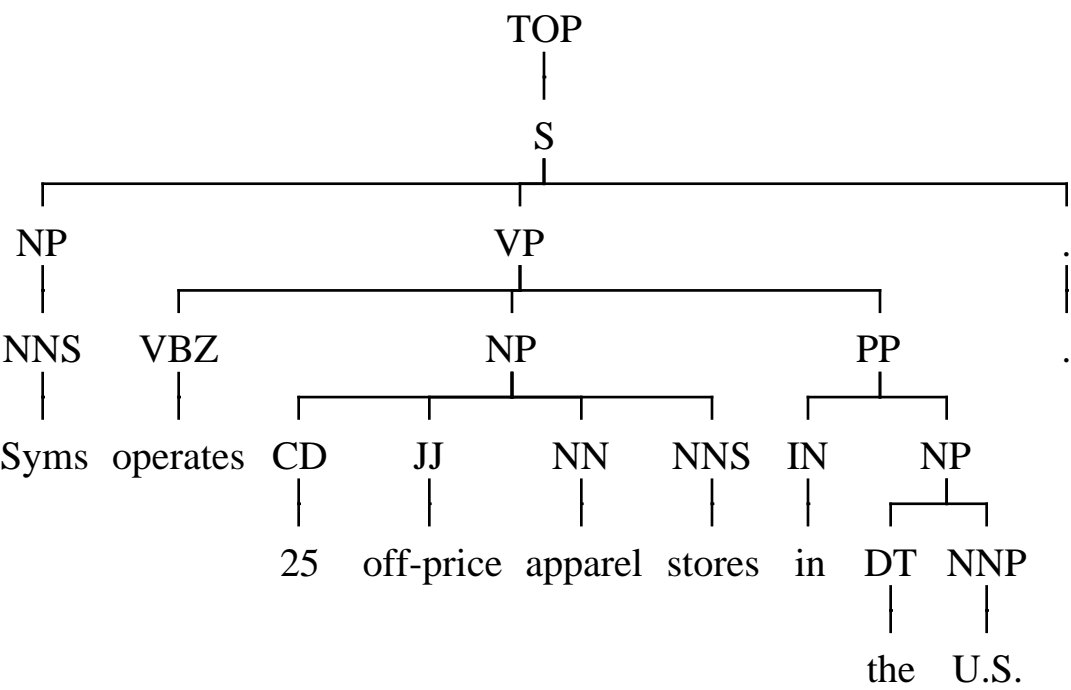 TOP
S
NP VP .
NNS VBZ NP PP .
Syms operates CD JJ NN NNS IN NP
25 off-price apparel stores in DT NNP
the U.S.